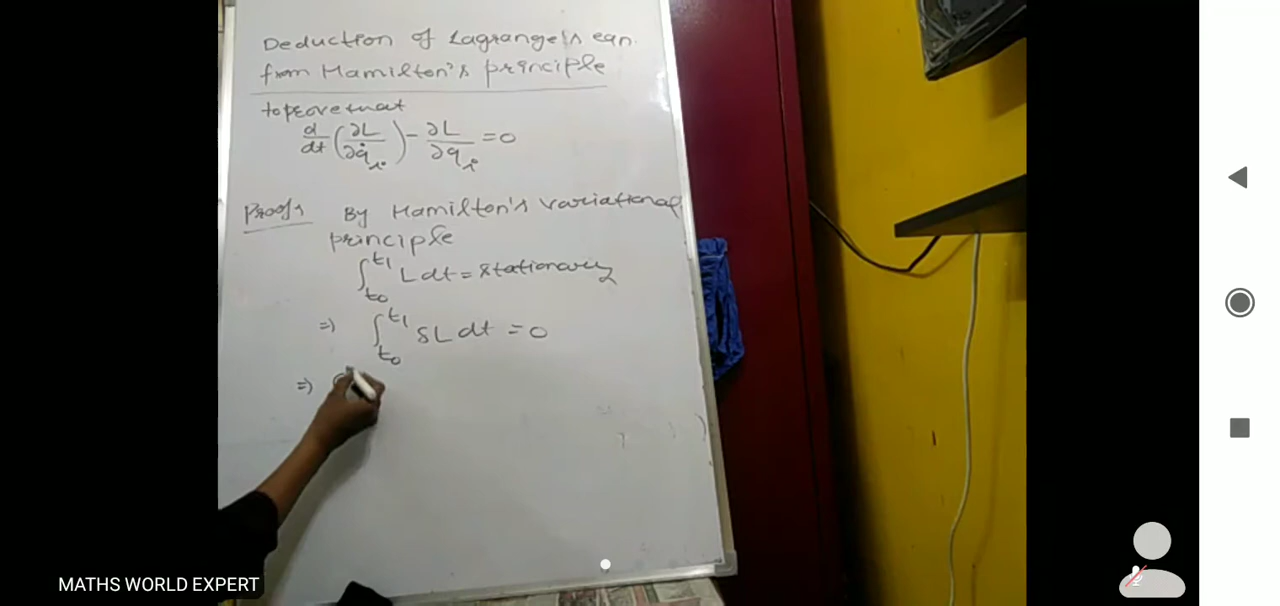 Deduction of Lagrange's eqn.
from Hamilton's principle
to prove that
d/dt (∂L/∂q̇ᵢ) - ∂L/∂qᵢ = 0
Proof:
By Hamilton's variational
principle
∫_{t₀}^{t₁} L dt = stationary
⇒ ∫_{t₀}^{t₁} δL dt = 0
⇒
MATHS WORLD EXPERT